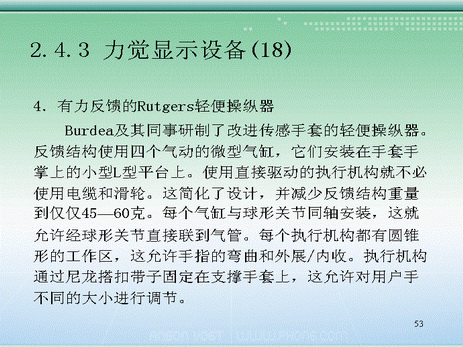 2.4.3 力觉显示设备(18)
4. 有力反馈的Rutgers轻便操纵器
Burdea及其同事研制了改进传感手套的轻便操纵器。
反馈结构使用四个气动的微型气缸，它们安装在手套手
掌上的小型L型平台上。使用直接驱动的执行机构就不必
使用电缆和滑轮。这简化了设计，并减少反馈结构重量
到仅仅45—60克。每个气缸与球形关节同轴安装，这就
允许经球形关节直接联到气管。每个执行机构都有圆锥
形的工作区，这允许手指的弯曲和外展/内收。执行机构
通过尼龙搭扣带子固定在支撑手套上，这允许对用户手
不同的大小进行调节。
53